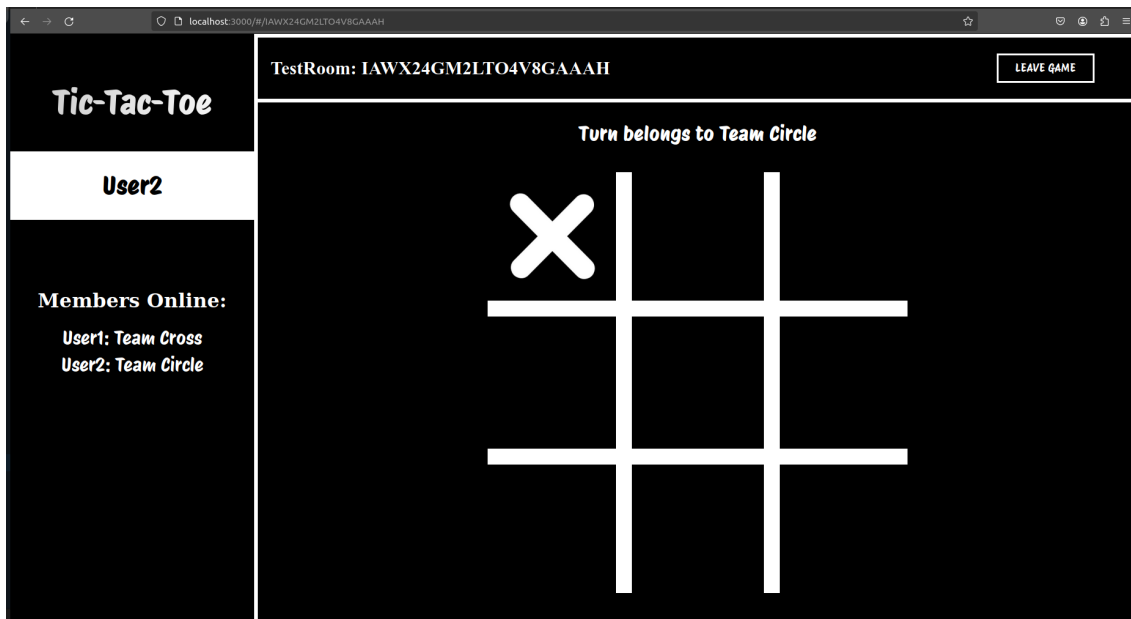 localhost:3000/#/IAWX24GM2LTO4V8GAAAH
Tic-Tac-Toe
User2
Members Online:
User1: Team Cross
User2: Team Circle
TestRoom: IAWX24GM2LTO4V8GAAAH
LEAVE GAME
Turn belongs to Team Circle